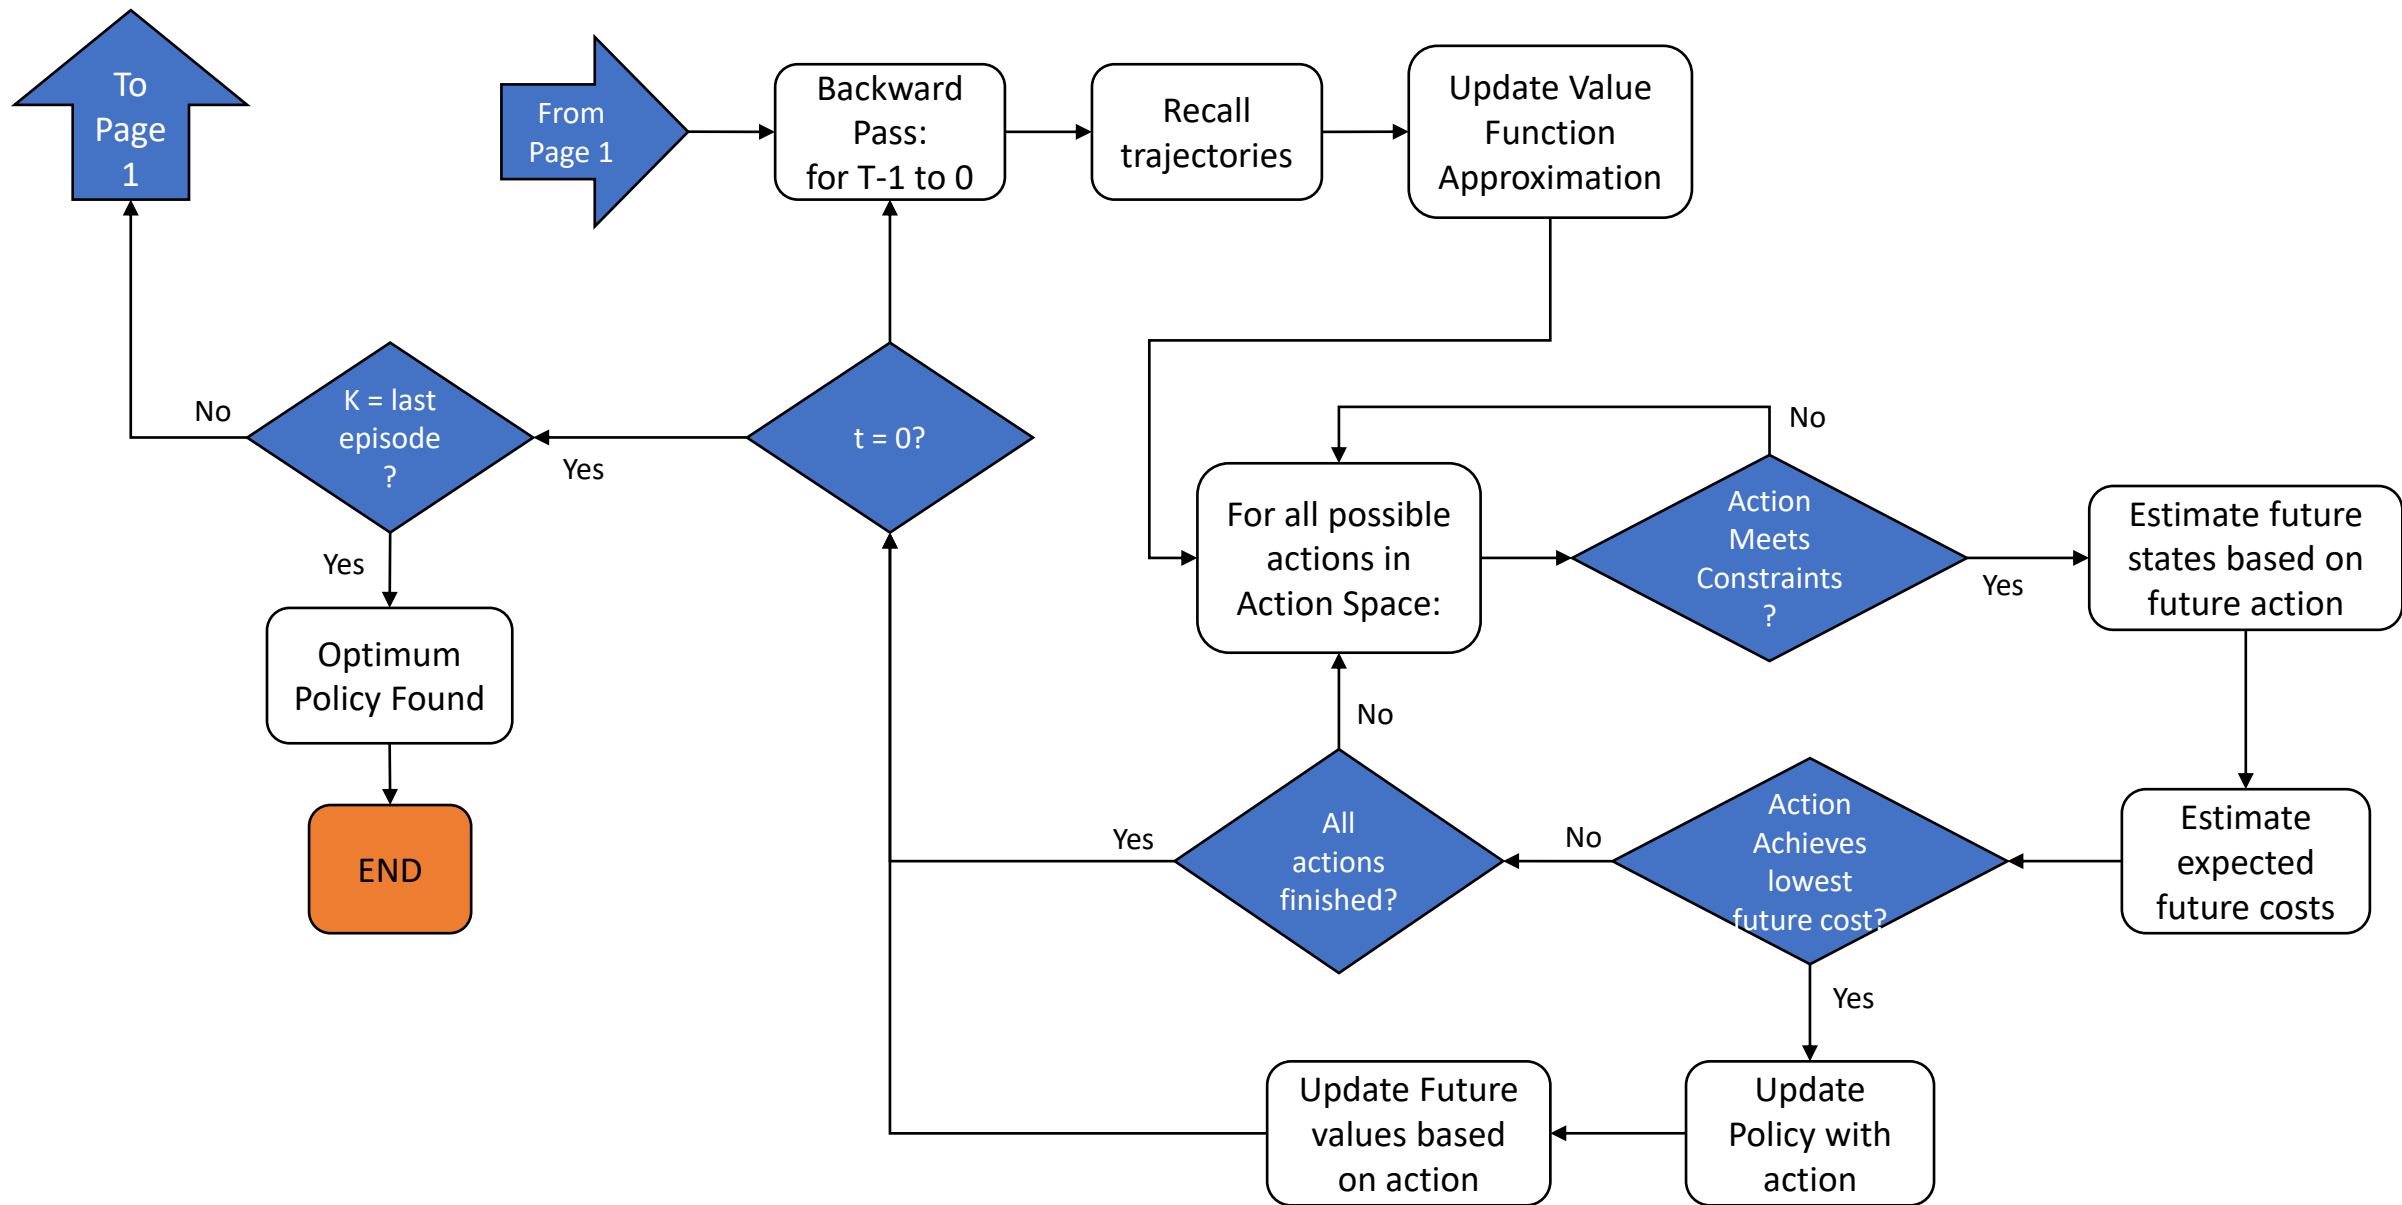 To
Page
1
From
Page 1
Backward
Pass:
for T-1 to 0
Recall
trajectories
Update Value
Function
Approximation
K = last
episode
?
No
Yes
t = 0?
Yes
No
For all possible
actions in
Action Space:
Action
Meets
Constraints
?
Yes
Estimate future
states based on
future action
Optimum
Policy Found
END
No
Yes
All
actions
finished?
No
Action
Achieves
lowest
future cost?
Estimate
expected
future costs
Yes
Update Future
values based
on action
Update
Policy with
action